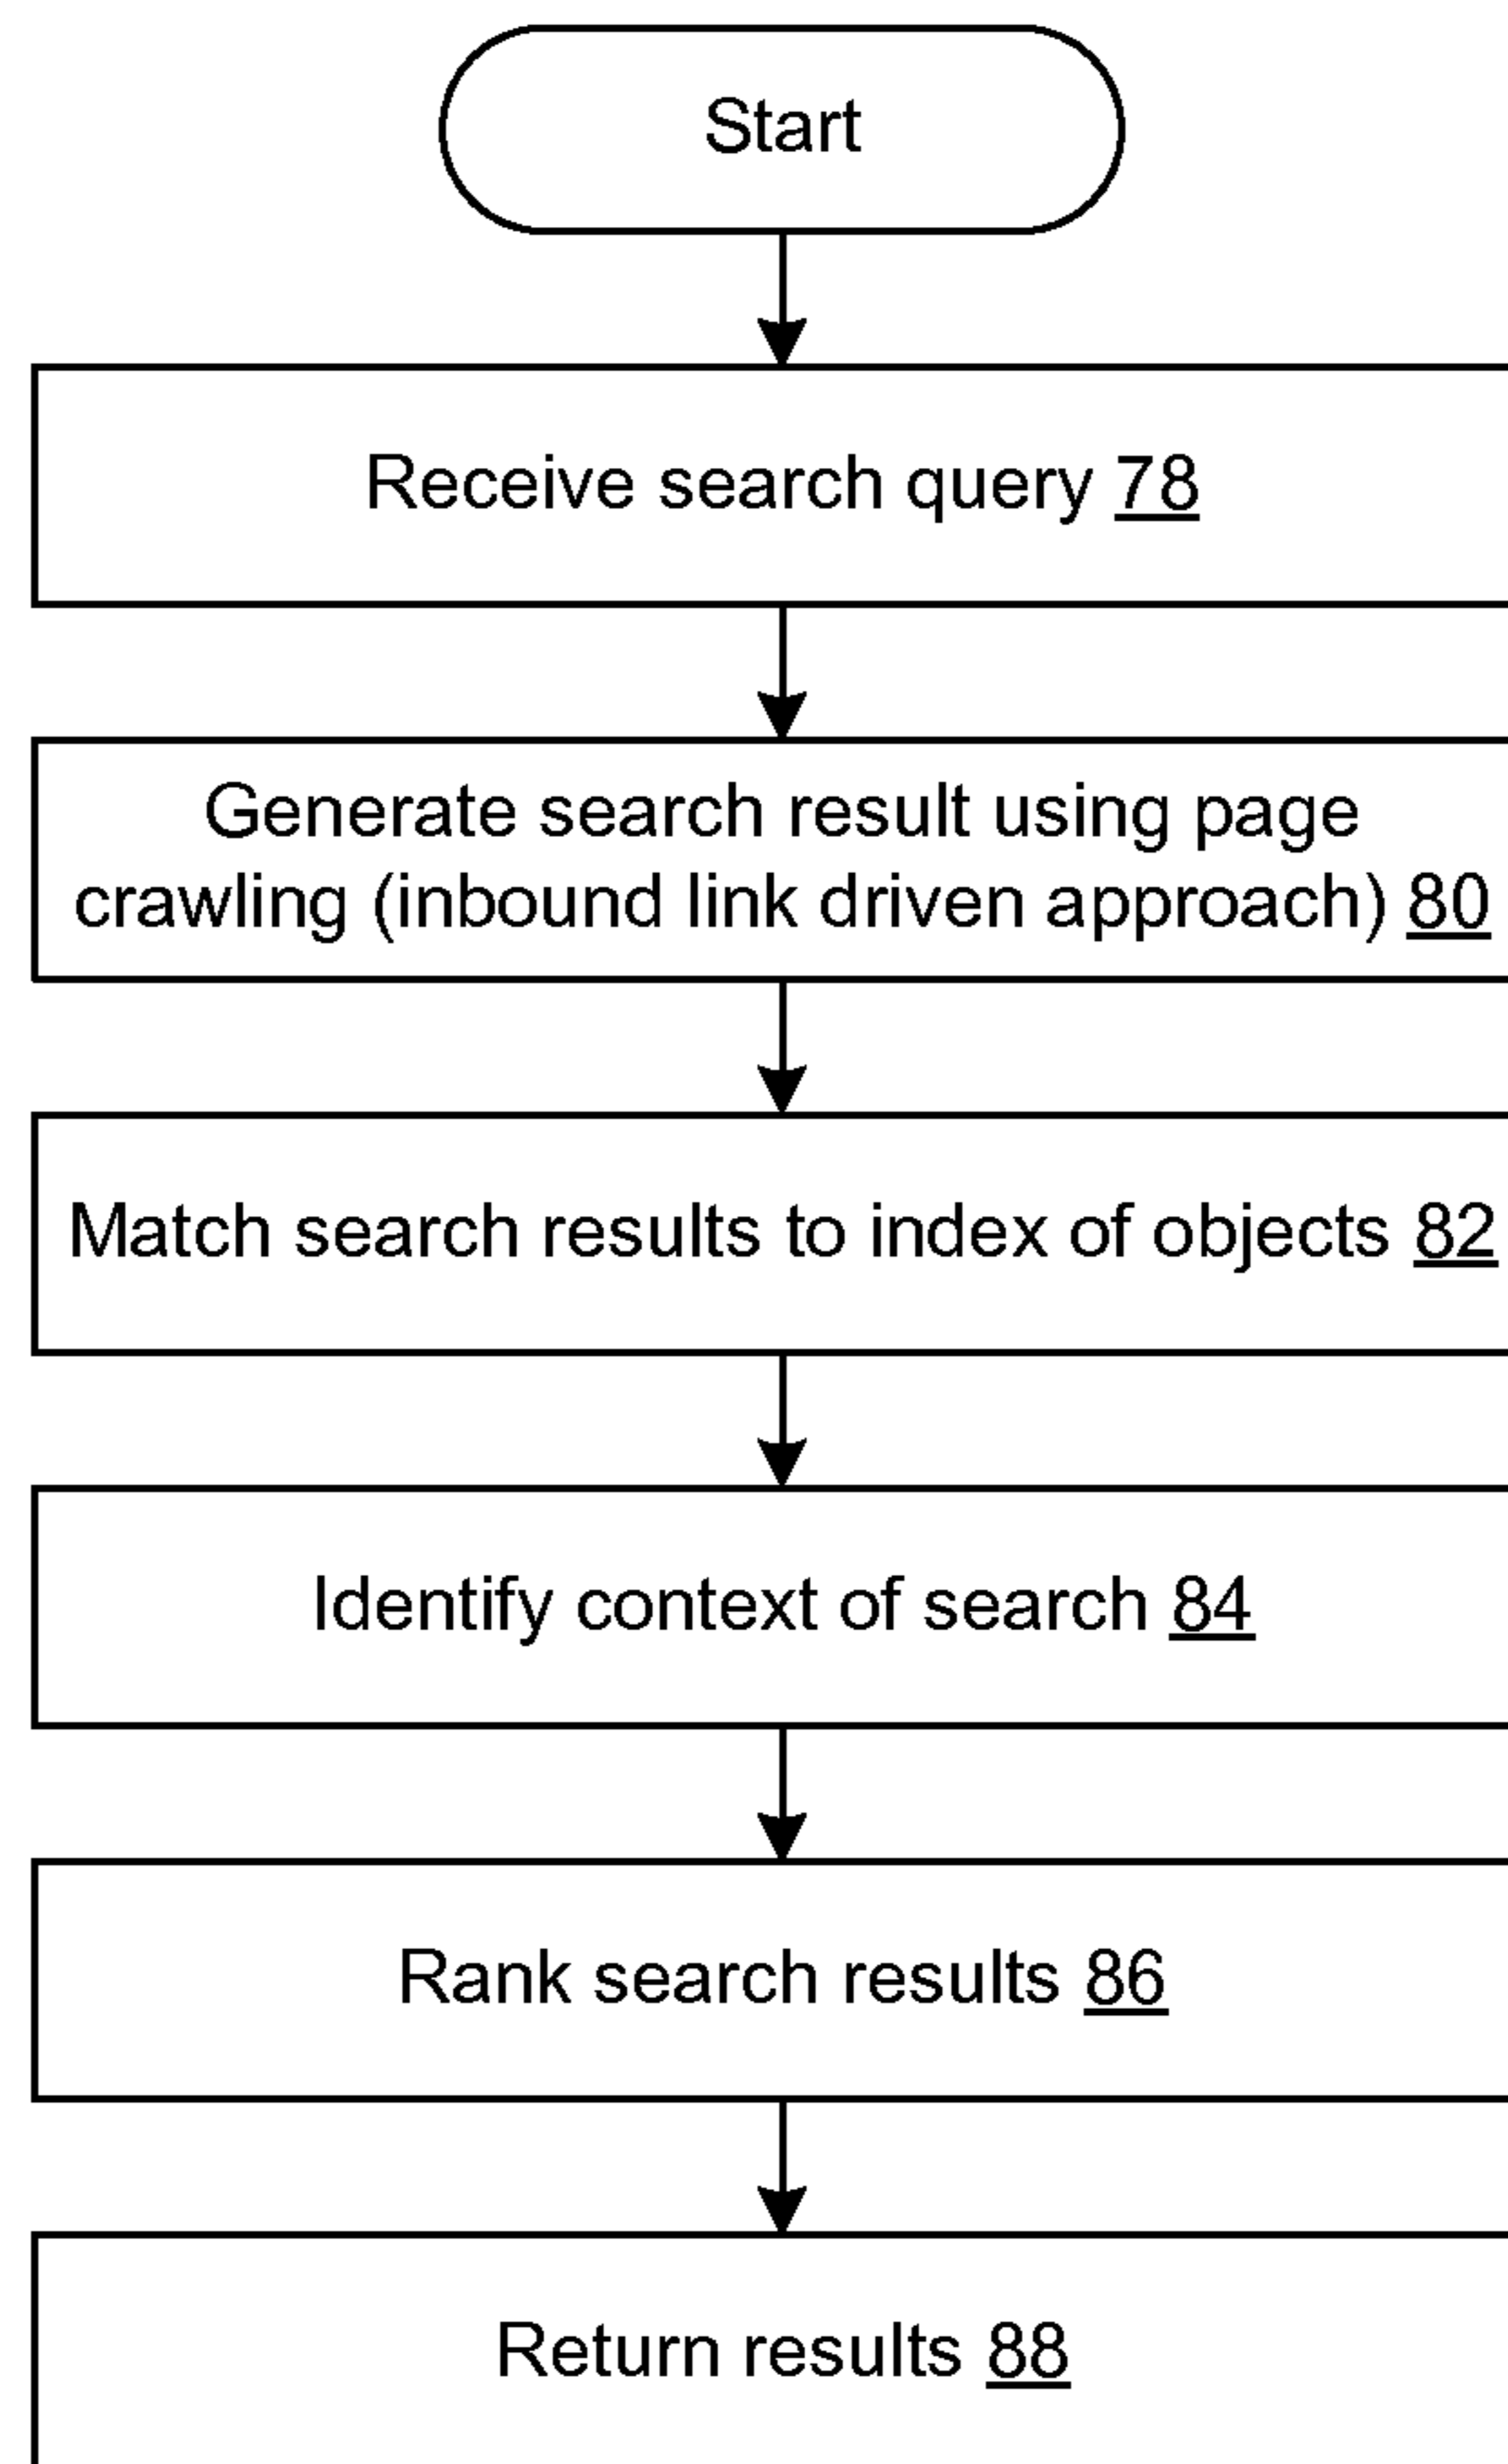 Start
Receive search query 78
Generate search result using page
crawling (inbound link driven approach) 80
Match search results to index of objects 82
Identify context of search 84
Rank search results 86
Return results 88